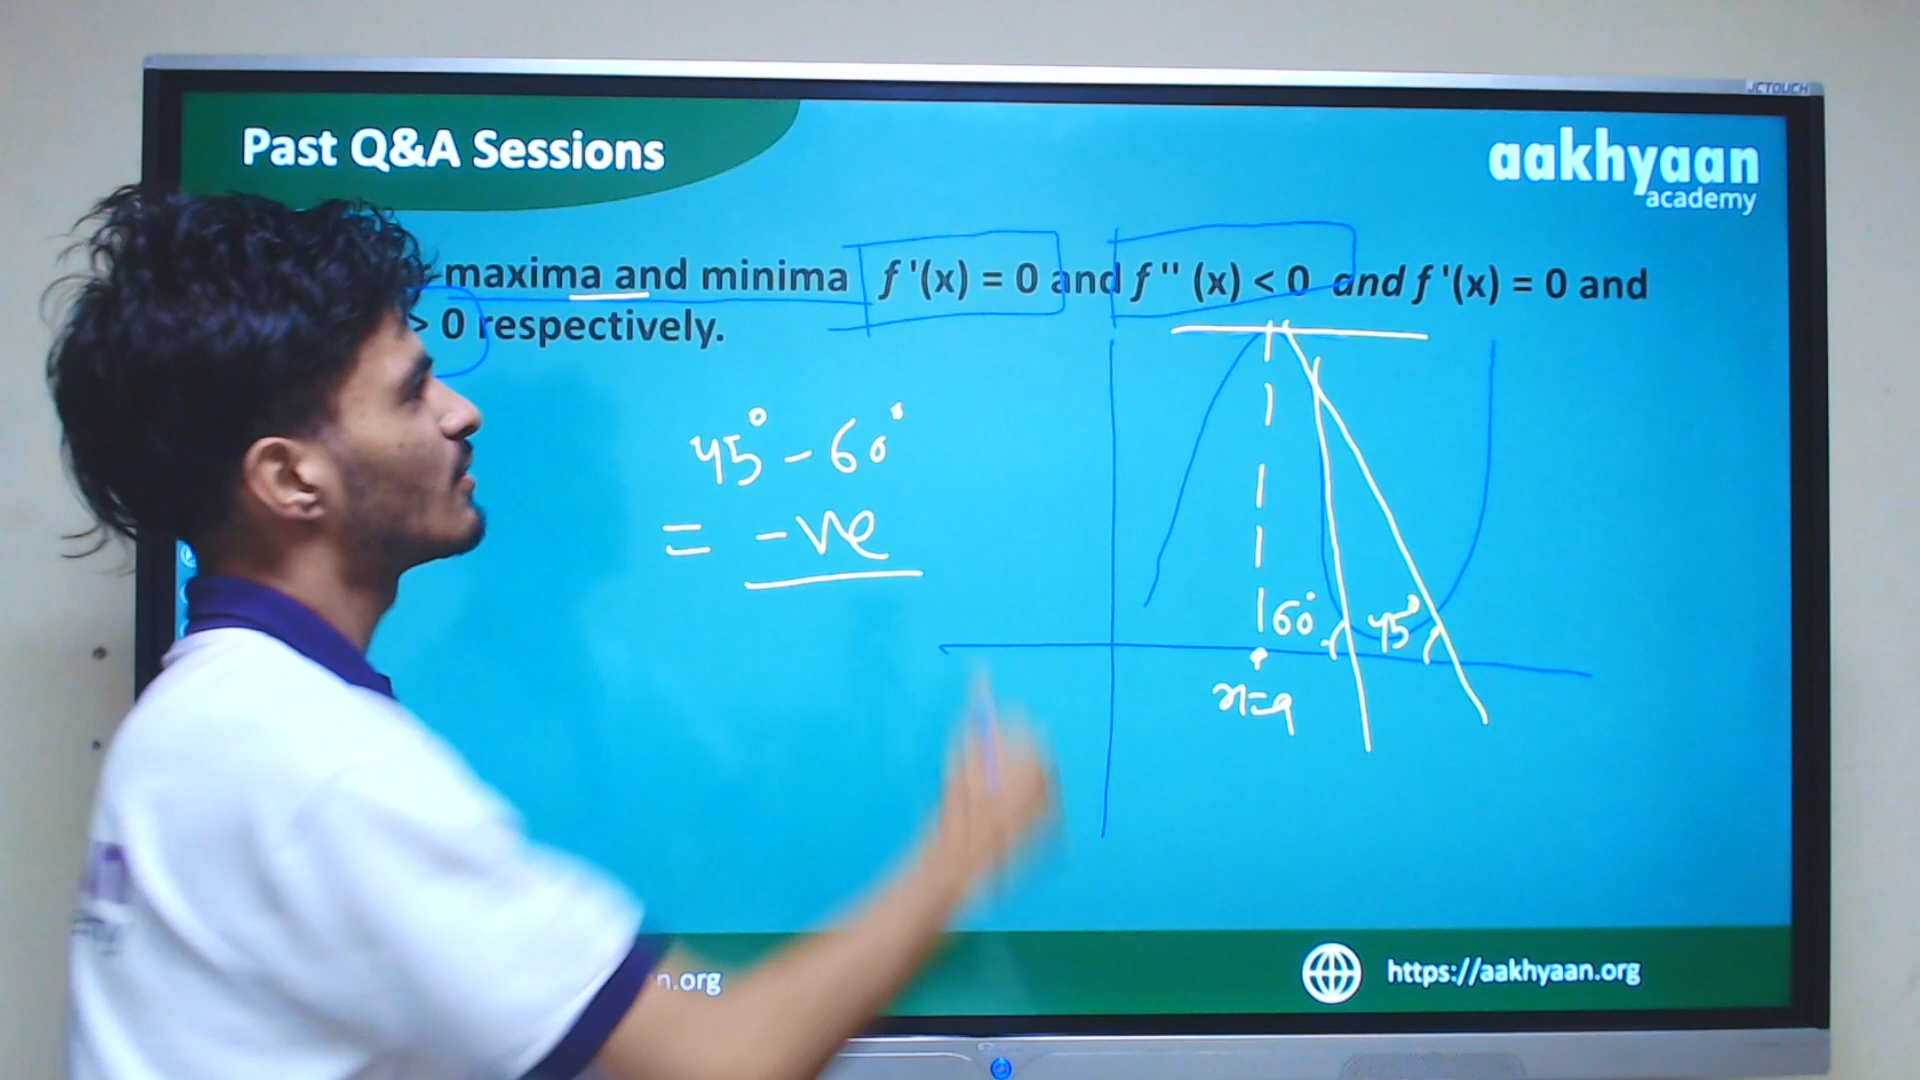 JCTOUCH
Past Q&A Sessions
aakhyaan
academy
maxima and minima f '(x) = 0 and f '' (x) < 0 and f '(x) = 0 and
> 0 respectively.
45° - 60°
= -ve
60° 45°
x=a
n.org
https://aakhyaan.org